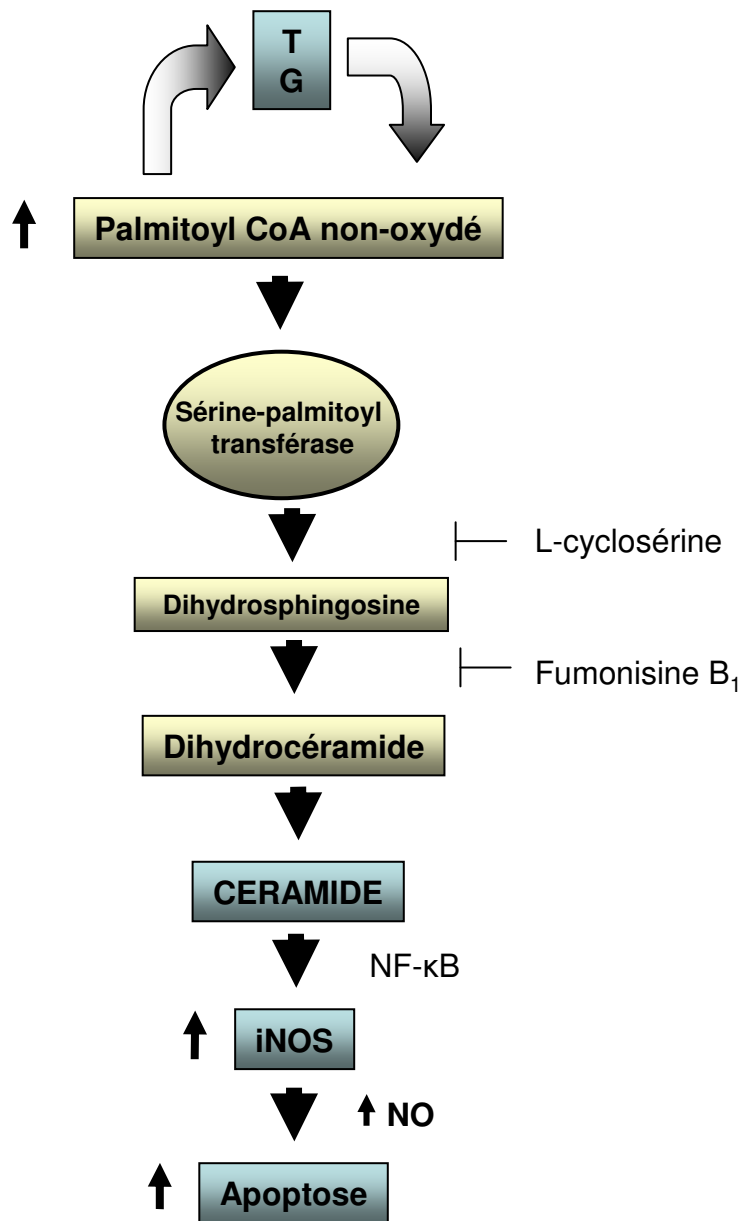 T
G
Palmitoyl CoA non-oxydé
Sérine-palmitoyl
transférase
L-cyclosérine
Dihydrosphingosine
Fumonisine B₁
Dihydrocéramide
CERAMIDE
NF-κB
iNOS
NO
Apoptose